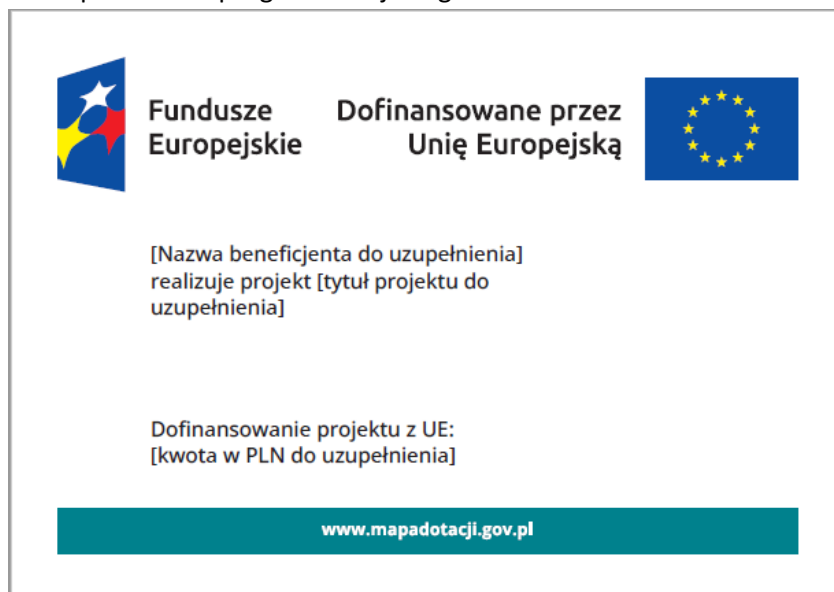 Fundusze
Europejskie
Dofinansowane przez
Unię Europejską
[Nazwa beneficjenta do uzupełnienia]
realizuje projekt [tytuł projektu do
uzupełnienia]
Dofinansowanie projektu z UE:
[kwota w PLN do uzupełnienia]
www.mapadotacji.gov.pl